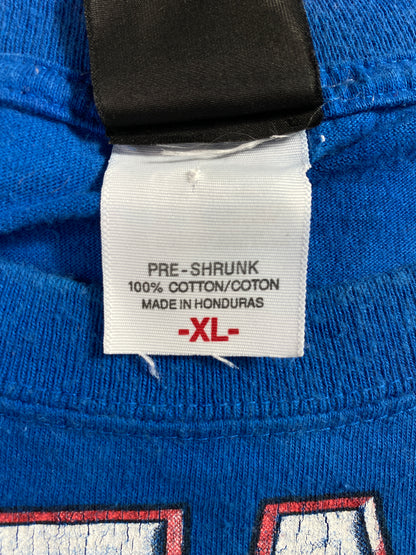 PRE-SHRUNK
100% COTTON/COTON
MADE IN HONDURAS
-XL-